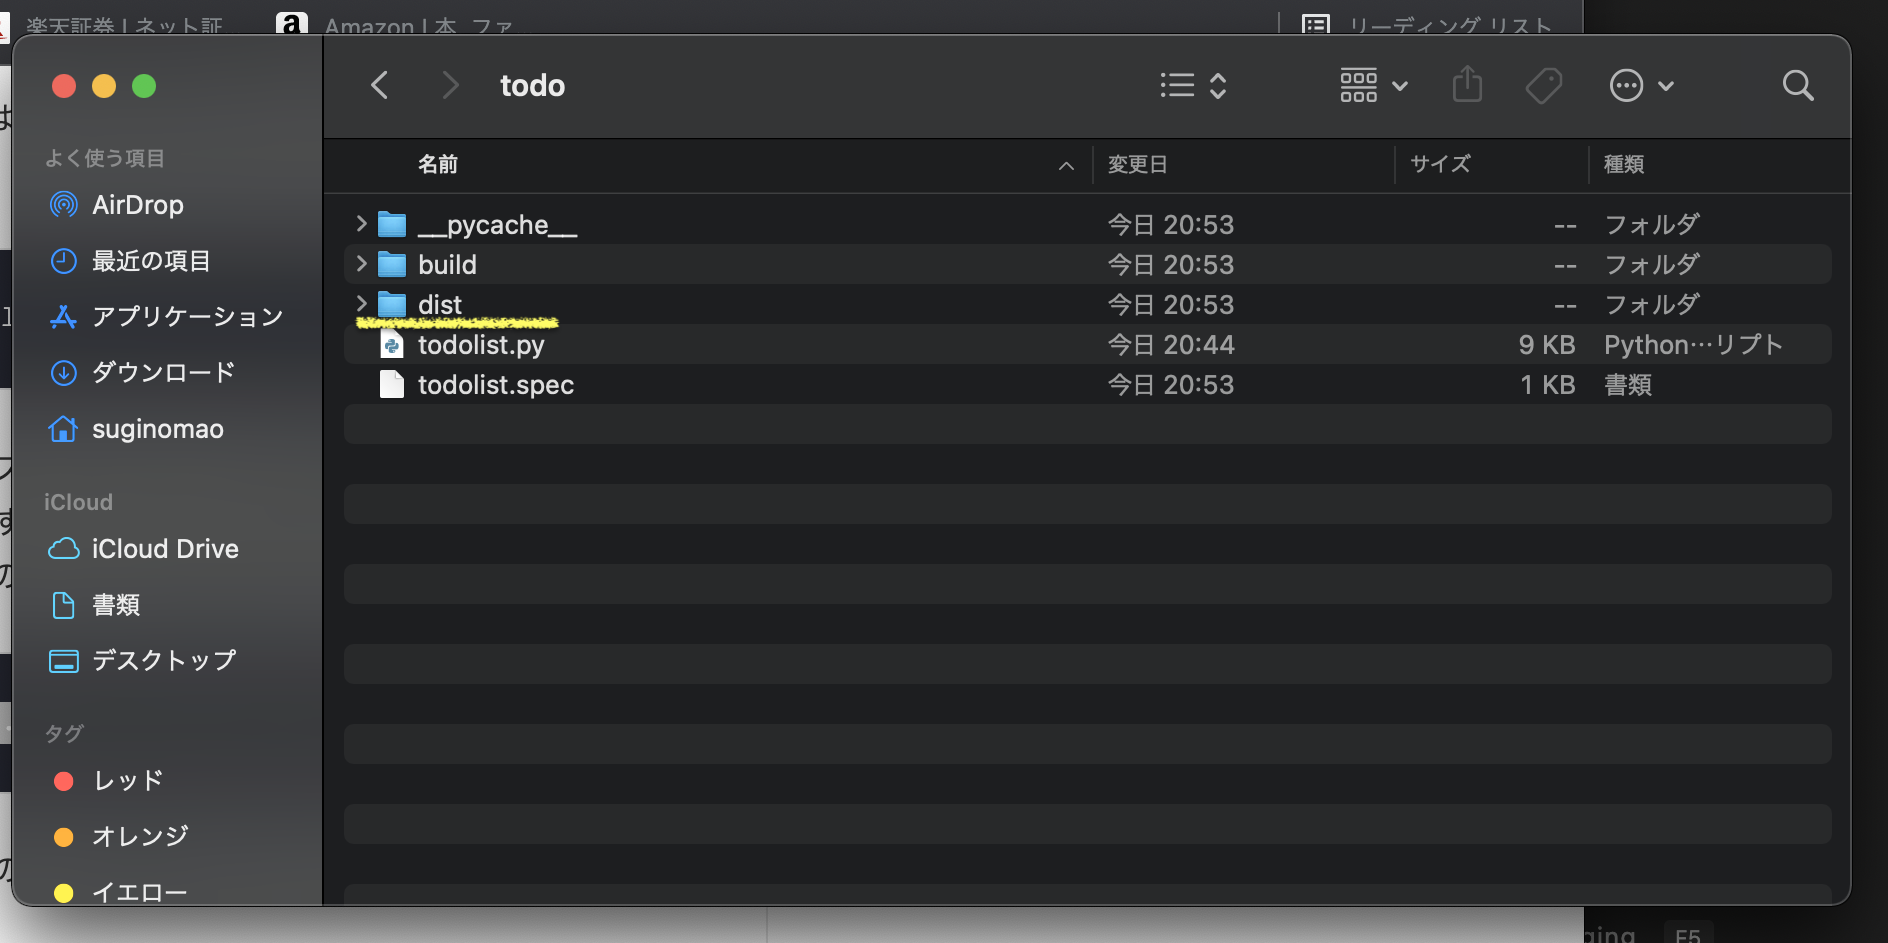 楽天証券 | ネット証
Amazon | 本, ファ
リーディング リスト
todo
よく使う項目
AirDrop
最近の項目
アプリケーション
ダウンロード
suginomao
iCloud
iCloud Drive
書類
デスクトップ
タグ
レッド
オレンジ
イエロー
名前 変更日 サイズ 種類
__pycache__ 今日 20:53 -- フォルダ
build 今日 20:53 -- フォルダ
dist 今日 20:53 -- フォルダ
todolist.py 今日 20:44 9 KB Python…リプト
todolist.spec 今日 20:53 1 KB 書類
ging F5